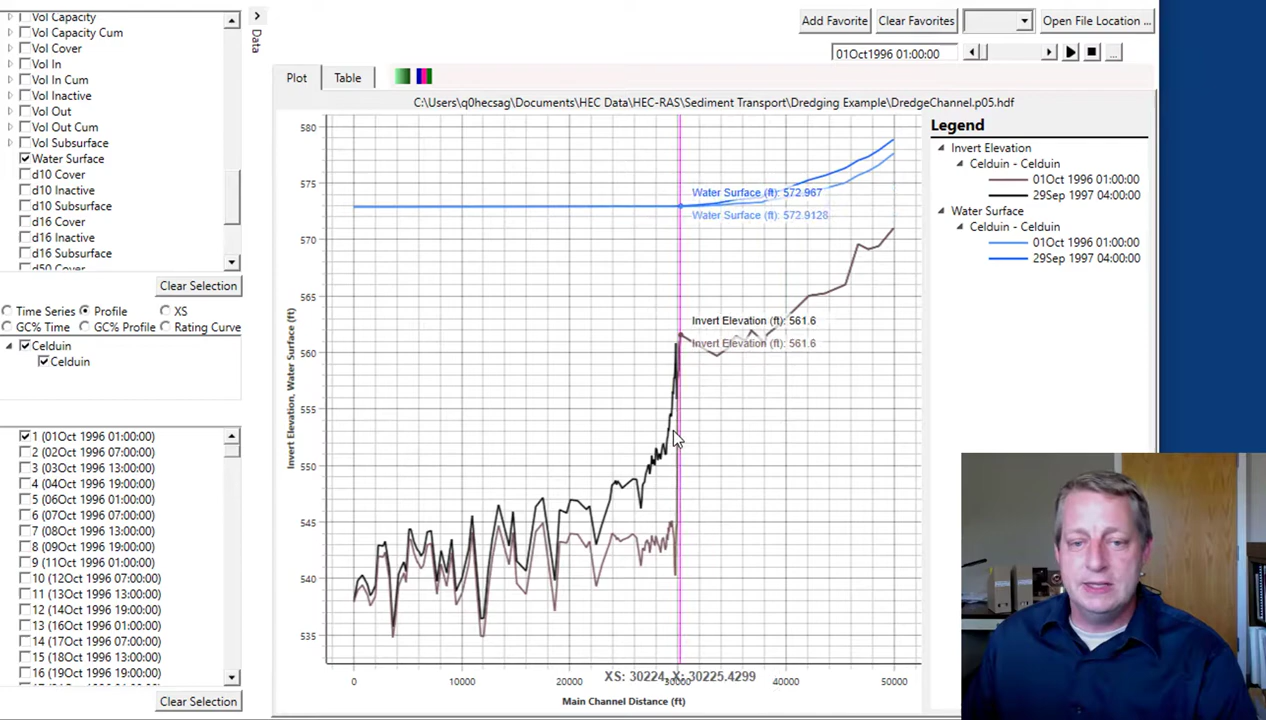 Vol Capacity
Vol Capacity Cum
Vol Cover
Vol In
Vol In Cum
Vol Inactive
Vol Out
Vol Out Cum
Vol Subsurface
Water Surface
d10 Cover
d10 Inactive
d10 Subsurface
d16 Cover
d16 Inactive
d16 Subsurface
d50 Cover
Clear Selection
Time Series Profile XS
GC% Time GC% Profile Rating Curve
Celduin
Celduin
1 (01Oct 1996 01:00:00)
2 (02Oct 1996 07:00:00)
3 (03Oct 1996 13:00:00)
4 (04Oct 1996 19:00:00)
5 (06Oct 1996 01:00:00)
6 (07Oct 1996 07:00:00)
7 (08Oct 1996 13:00:00)
8 (09Oct 1996 19:00:00)
9 (11Oct 1996 01:00:00)
10 (12Oct 1996 07:00:00)
11 (13Oct 1996 13:00:00)
12 (14Oct 1996 19:00:00)
13 (16Oct 1996 01:00:00)
14 (17Oct 1996 07:00:00)
15 (18Oct 1996 13:00:00)
16 (19Oct 1996 19:00:00)
Clear Selection
Data
Add Favorite Clear Favorites Open File Location ...
01Oct1996 01:00:00 ...
Plot Table
C:\Users\q0hecsag\Documents\HEC Data\HEC-RAS\Sediment Transport\Dredging Example\DredgeChannel.p05.hdf
Invert Elevation, Water Surface (ft)
580
575
570
565
560
555
550
545
540
535
Water Surface (ft): 572.967
Water Surface (ft): 572.9128
Invert Elevation (ft): 561.6
Invert Elevation (ft): 561.6
0 10000 20000 30000 40000 50000
XS: 30224, X: 30225.4299
Main Channel Distance (ft)
Legend
Invert Elevation
Celduin - Celduin
01Oct 1996 01:00:00
29Sep 1997 04:00:00
Water Surface
Celduin - Celduin
01Oct 1996 01:00:00
29Sep 1997 04:00:00